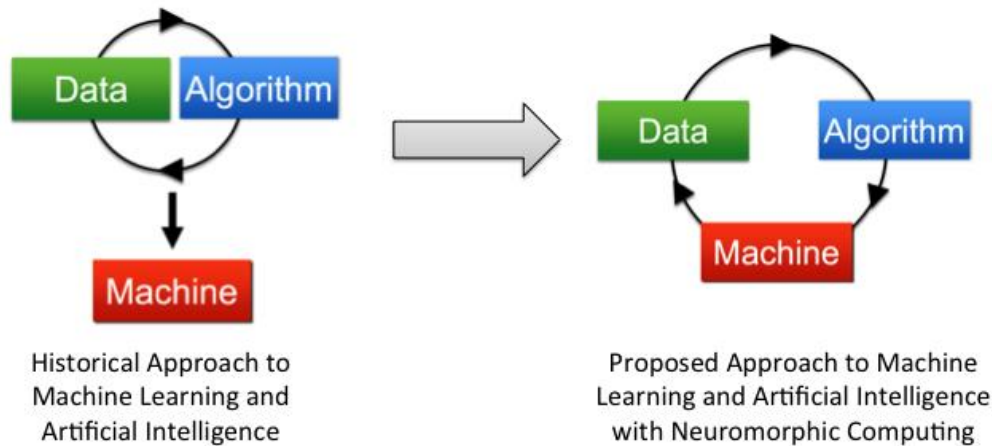 Data
Algorithm
Machine
Historical Approach to
Machine Learning and
Artificial Intelligence
Data
Algorithm
Machine
Proposed Approach to Machine
Learning and Artificial Intelligence
with Neuromorphic Computing